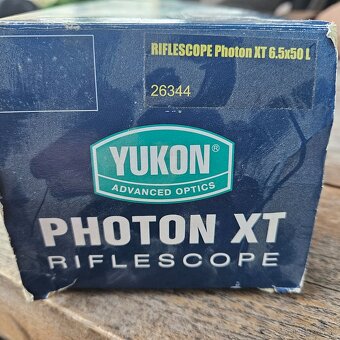 RIFLESCOPE Photon XT 6.5x50 L
26344
YUKON®
ADVANCED OPTICS
PHOTON XT
RIFLESCOPE